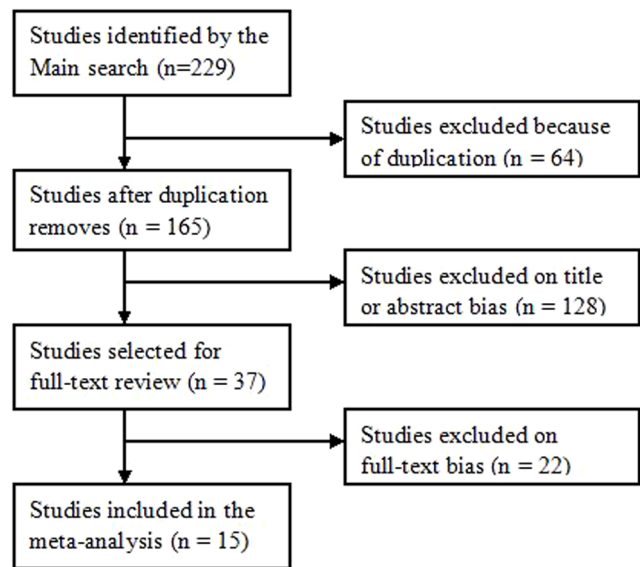 Studies identified by the
Main search (n=229)
Studies excluded because
of duplication (n = 64)
Studies after duplication
removes (n = 165)
Studies excluded on title
or abstract bias (n = 128)
Studies selected for
full-text review (n = 37)
Studies excluded on
full-text bias (n = 22)
Studies included in the
meta-analysis (n = 15)